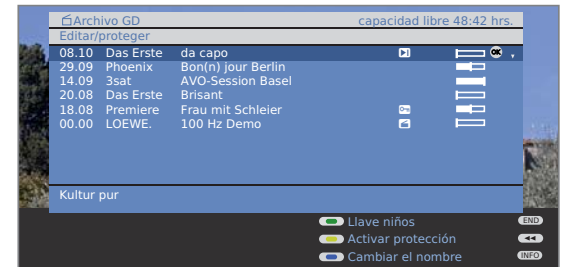 Archivo GD capacidad libre 48:42 hrs.
Editar/proteger
08.10 Das Erste da capo OK
29.09 Phoenix Bon(n) jour Berlin
14.09 3sat AVO-Session Basel
20.08 Das Erste Brisant
18.08 Premiere Frau mit Schleier
00.00 LOEWE. 100 Hz Demo
Kultur pur
Llave niños END
Activar protección
Cambiar el nombre INFO